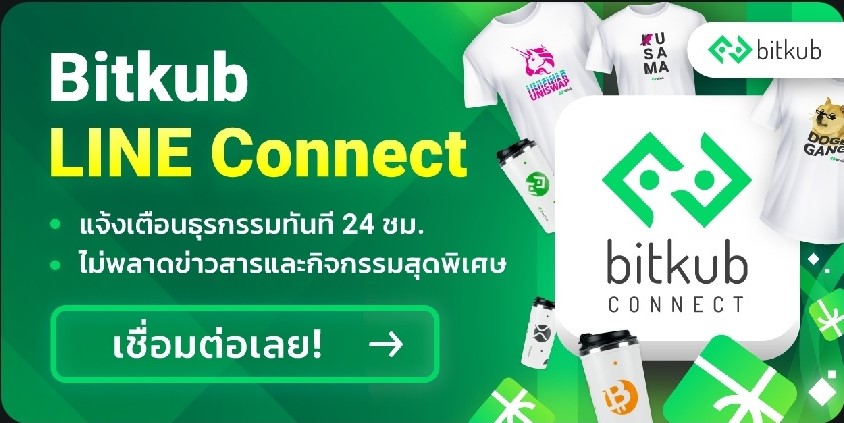 Bitkub
LINE Connect
แจ้งเตือนธุรกรรมทันที 24 ชม.
ไม่พลาดข่าวสารและกิจกรรมสุดพิเศษ
เชื่อมต่อเลย!
UNISWAP
KUSAMA
bitkub
DOGE
GANG
bitkub
CONNECT